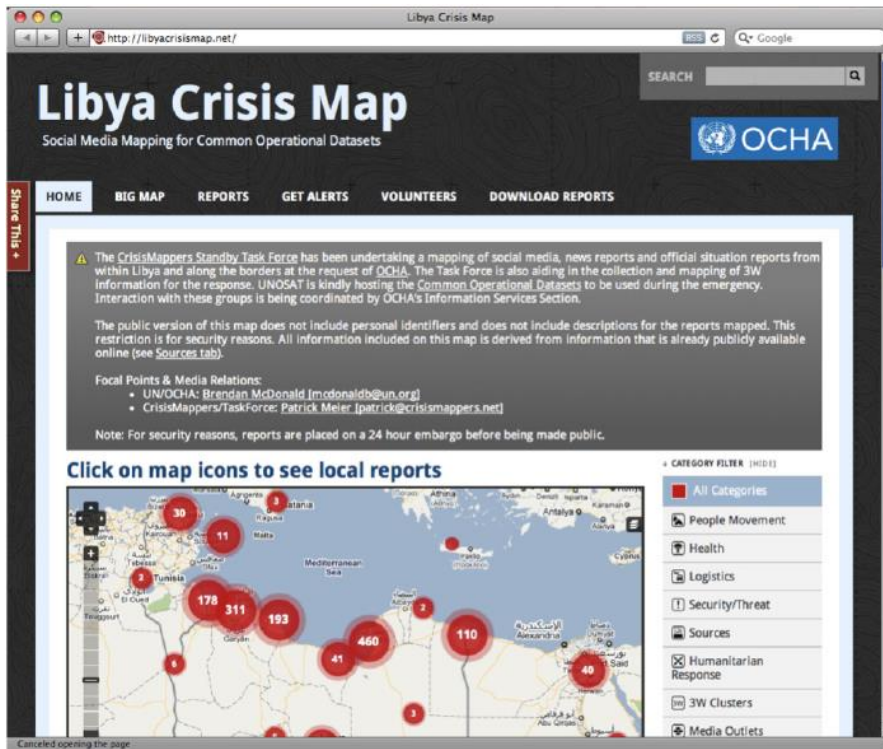 Libya Crisis Map
http://libyacrisismap.net/
RSS
Google
SEARCH
Libya Crisis Map
Social Media Mapping for Common Operational Datasets
OCHA
Share This +
HOME BIG MAP REPORTS GET ALERTS VOLUNTEERS DOWNLOAD REPORTS
The CrisisMappers Standby Task Force has been undertaking a mapping of social media, news reports and official situation reports from
within Libya and along the borders at the request of OCHA. The Task Force is also aiding in the collection and mapping of 3W
information for the response. UNOSAT is kindly hosting the Common Operational Datasets to be used during the emergency.
Interaction with these groups is being coordinated by OCHA's Information Services Section.
The public version of this map does not include personal identifiers and does not include descriptions for the reports mapped. This
restriction is for security reasons. All information included on this map is derived from information that is already publicly available
online (see Sources tab).
Focal Points & Media Relations:
• UN/OCHA: Brendan McDonald [mcdonaldb@un.org]
• CrisisMappers/TaskForce: Patrick Meier [patrick@crisismappers.net]
Note: For security reasons, reports are placed on a 24 hour embargo before being made public.
Click on map icons to see local reports
CATEGORY FILTER [HIDE]
All Categories
People Movement
Health
Logistics
Security/Threat
Sources
Humanitarian
Response
3W Clusters
Media Outlets
30
3
11
Malta
Athina
Antalya
Mediterranean
Sea
2
Tunisia
El Oued
178
311
193
460
41
2
110
Alexandria
الإسكندرية
Said
40
6
3
Canceled opening the page